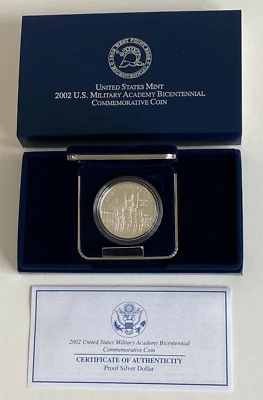 UNITED STATES MINT
2002 U.S. MILITARY ACADEMY BICENTENNIAL
COMMEMORATIVE COIN
2002 United States Military Academy Bicentennial
Commemorative Coin
CERTIFICATE OF AUTHENTICITY
Proof Silver Dollar